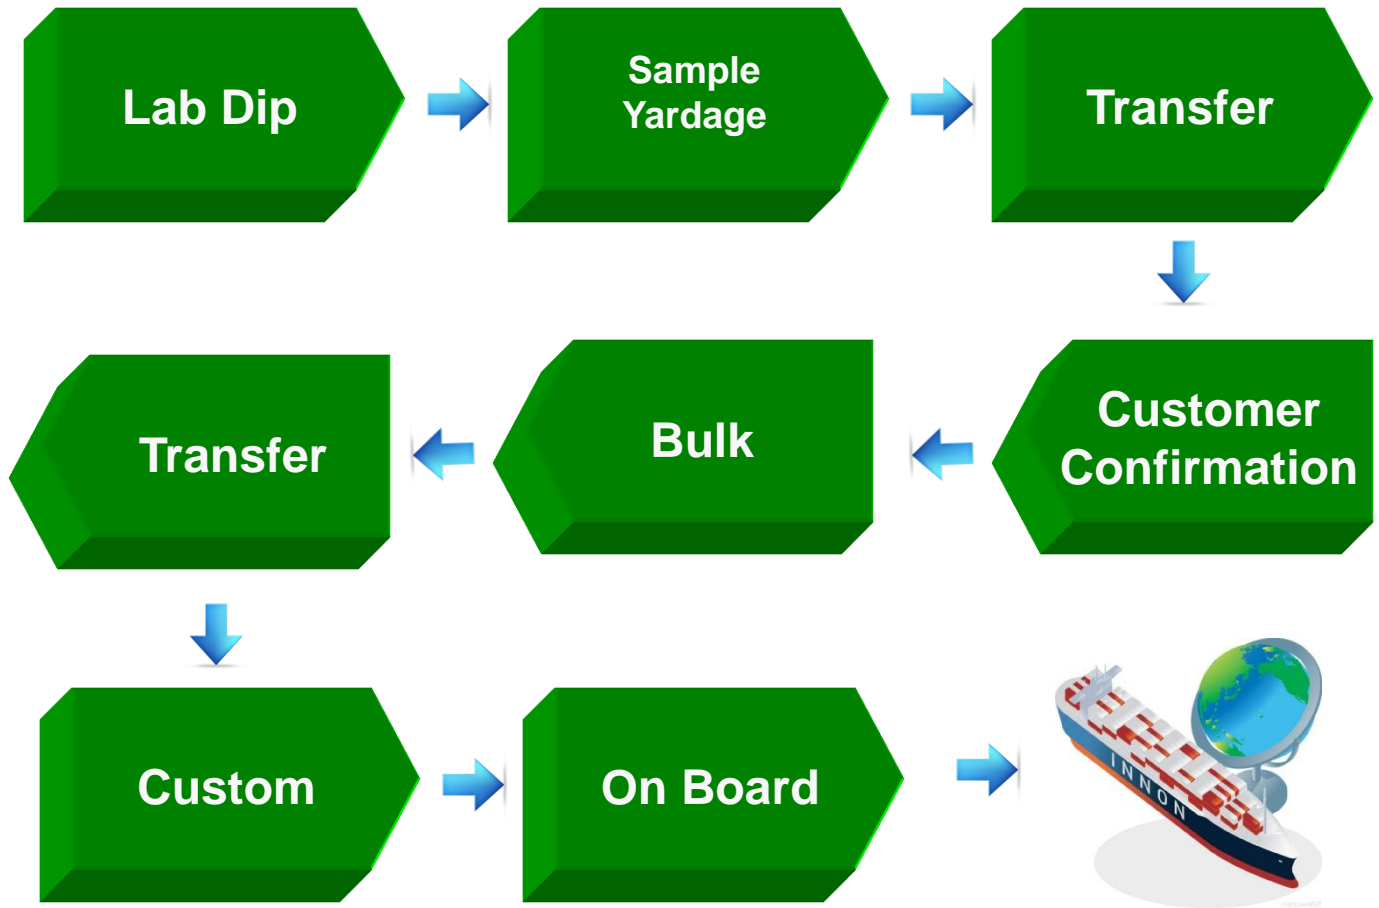 Lab Dip
Sample
Yardage
Transfer
Customer
Confirmation
Bulk
Transfer
Custom
On Board
INNON